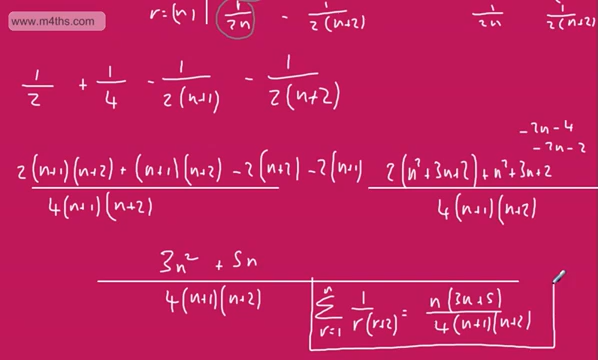 www.m4ths.com
r=(n) | 1/2n - 1/2(n+2) 1/2n 1/2(n+2)
1/2 + 1/4 - 1/2(n+1) - 1/2(n+2)
-2n-4
-2n-2
2(n+1)(n+2) + (n+1)(n+2) - 2(n+2) - 2(n+1) / 4(n+1)(n+2)
2(n²+3n+2) + n²+3n+2 / 4(n+1)(n+2)
3n² + 5n / 4(n+1)(n+2)
n ∑ r=1 1/r(r+2) = n(3n+5) / 4(n+1)(n+2)